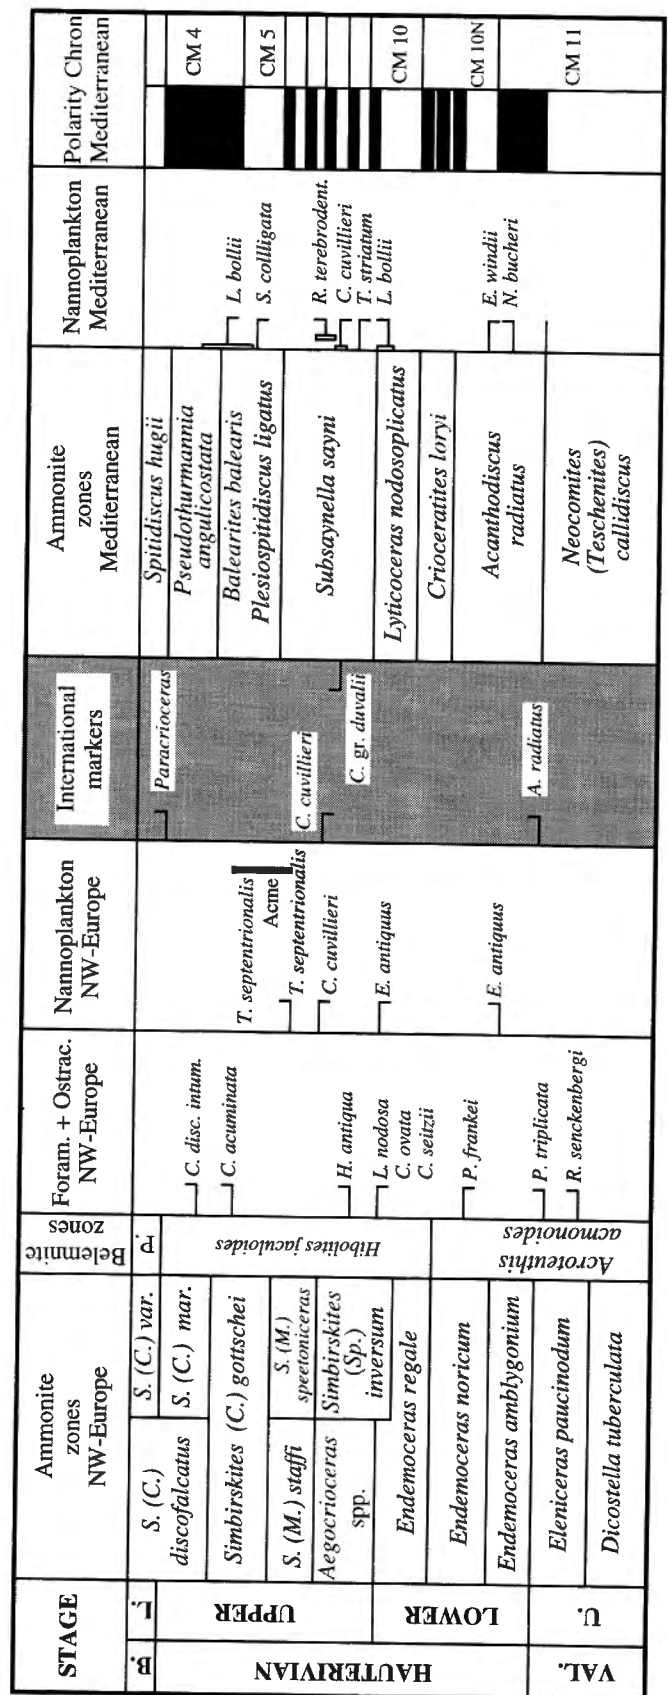 STAGE
B.
HAUTERIVIAN
VAL.
L.
UPPER
LOWER
U.
Ammonite
zones
NW-Europe
S. (C.)
discofalcatus
S. (C.) var.
S. (C.) mar.
Simbirskites (C.) gottschei
S. (M.) staffi
S. (M.)
speetoniceras
Aegocrioceras
spp.
Simbirskites
(Sp.)
inversum
Endemoceras regale
Endemoceras noricum
Endemoceras amblygonium
Eleniceras paucinodum
Dicostella tuberculata
Belemnite
zones
P.
Hibolites jaculoides
Acroteuthis
acmonoides
Foram. + Ostrac.
NW-Europe
C. disc. intum.
C. acuminata
H. antiqua
L. nodosa
C. ovata
C. seitzii
P. frankei
P. triplicata
R. senckenbergi
Nannoplankton
NW-Europe
T. septentrionalis
Acme
T. septentrionalis
C. cuvillieri
E. antiquus
E. antiquus
International
markers
Paracrioceras
C. cuvillieri
C. gr. duvalii
A. radiatus
Ammonite
zones
Mediterranean
Spitidiscus hugii
Pseudothurmannia
angulicostata
Balearites balearis
Plesiospitidiscus ligatus
Subsaynella sayni
Lyticoceras nodosoplicatus
Crioceratites loryi
Acanthodiscus
radiatus
Neocomites
(Teschenites)
callidiscus
Nannoplankton
Mediterranean
L. bollii
S. collligata
R. terebrodent.
C. cuvillieri
T. striatum
L. bollii
E. windii
N. bucheri
Polarity Chron
Mediterranean
CM 4
CM 5
CM 10
CM 10N
CM 11